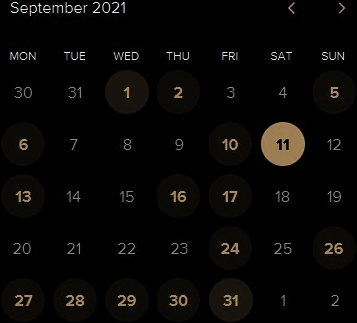 September 2021
MON TUE WED THU FRI SAT SUN
30 31 1 2 3 4 5
6 7 8 9 10 11 12
13 14 15 16 17 18 19
20 21 22 23 24 25 26
27 28 29 30 31 1 2